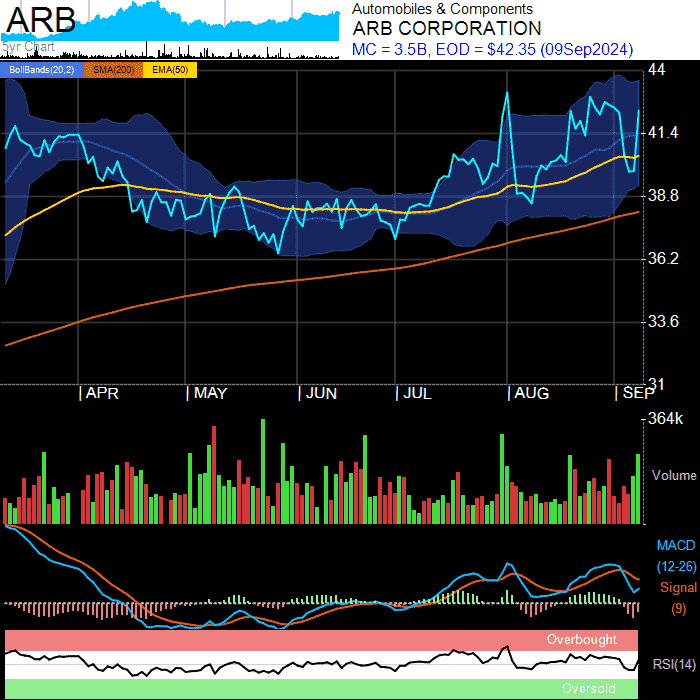 ARB
5yr Chart
Automobiles & Components
ARB CORPORATION
MC = 3.5B, EOD = $42.35 (09Sep2024)
BollBands(20,2) SMA(200) EMA(50)
44
41.4
38.8
36.2
33.6
31
APR MAY JUN JUL AUG SEP
364k
Volume
MACD
(12-26)
Signal
(9)
Overbought
RSI(14)
Oversold